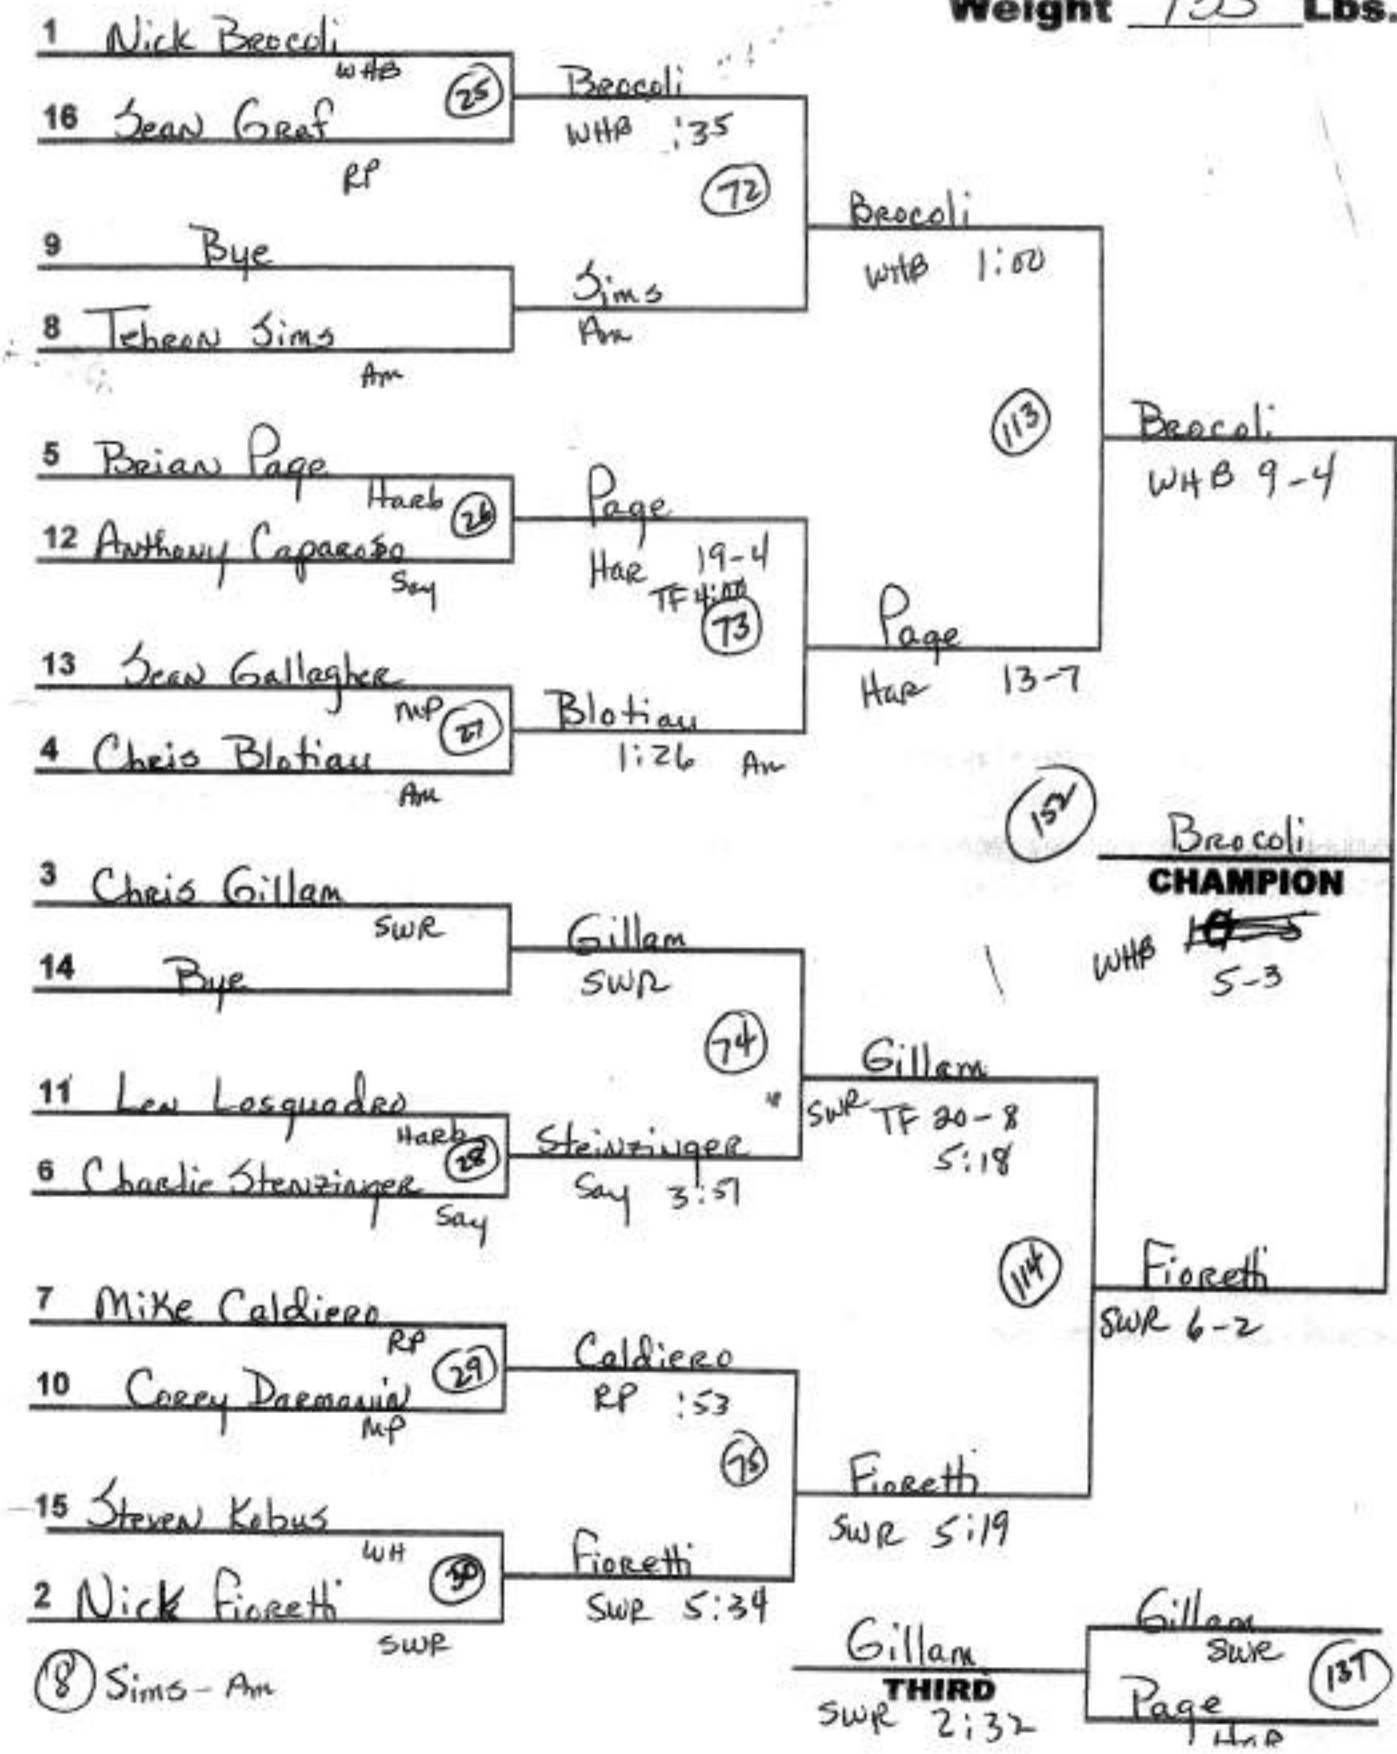 Weight 135 Lbs.
1 Nick Brocoli
WHB
16 Sean Graf
RP
25
Brocoli
WHB :35
9 Bye
8 Tehron Sims
Am
Sims
Am
72
Brocoli
WHB 1:00
5 Brian Page
Harb
12 Anthony Caparoso
Say
26
Page
Har 19-4
TF 4:00
13 Sean Gallagher
MP
4 Chris Blotiau
Am
27
Blotiau
1:26 Am
73
Page
Har 13-7
113
Brocoli
WHB 9-4
3 Chris Gillam
SWR
14 Bye
Gillam
SWR
11 Len Losquadro
Harb
6 Charlie Stenzinger
Say
28
Steinzinger
Say 3:51
74
Gillam
SWR TF 20-8
5:18
7 Mike Caldiero
RP
10 Correy Darmanin
MP
29
Caldiero
RP :53
15 Steven Kobus
WH
2 Nick Fioretti
SWR
30
Fioretti
SWR 5:34
75
Fioretti
SWR 5:19
114
Fioretti
SWR 6-2
152
Brocoli
CHAMPION
WHB
5-3
8 Sims - Am
Gillam
SWR
Page
Har
137
Gillam
THIRD
SWR 2:32